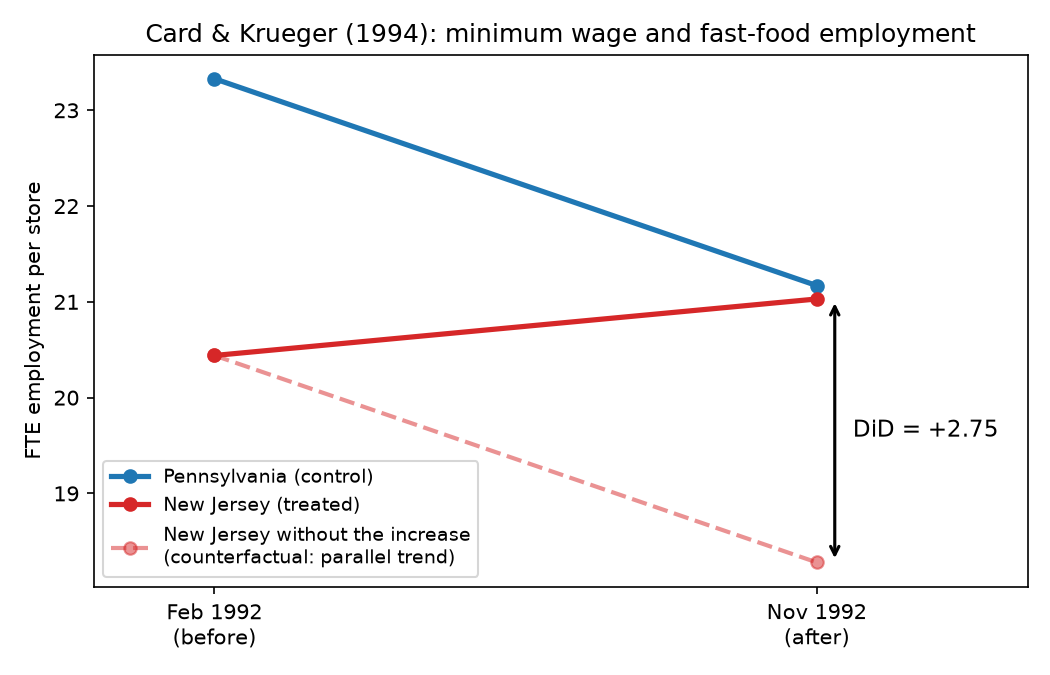 Card & Krueger (1994): minimum wage and fast-food employment
FTE employment per store
23
22
21
20
19
DiD = +2.75
Pennsylvania (control)
New Jersey (treated)
New Jersey without the increase
(counterfactual: parallel trend)
Feb 1992
(before)
Nov 1992
(after)